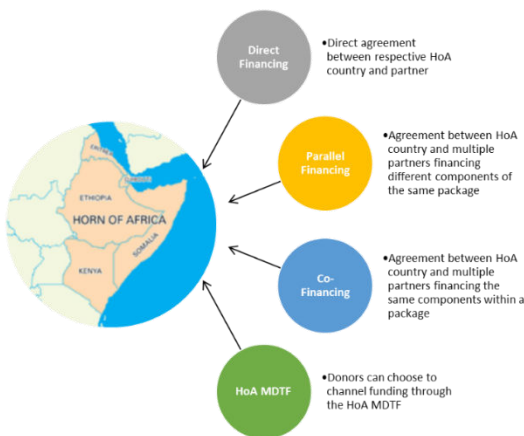 Direct
Financing
•Direct agreement
between respective HoA
country and partner
Parallel
Financing
•Agreement between HoA
country and multiple
partners financing
different components of
the same package
Co-
Financing
•Agreement between HoA
country and multiple
partners financing the
same components within a
package
HoA MDTF
•Donors can choose to
channel funding through
the HoA MDTF
ERITREA
DJIBOUTI
ETHIOPIA
HORN OF AFRICA
SOMALIA
KENYA